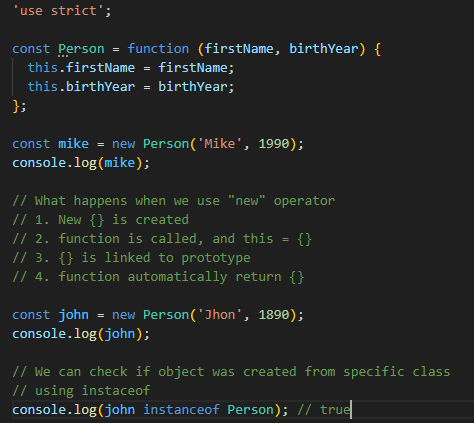 'use strict';
const Person = function (firstName, birthYear) {
this.firstName = firstName;
this.birthYear = birthYear;
};
const mike = new Person('Mike', 1990);
console.log(mike);
// What happens when we use "new" operator
// 1. New {} is created
// 2. function is called, and this = {}
// 3. {} is linked to prototype
// 4. function automatically return {}
const john = new Person('Jhon', 1890);
console.log(john);
// We can check if object was created from specific class
// using instaceof
console.log(john instanceof Person); // true